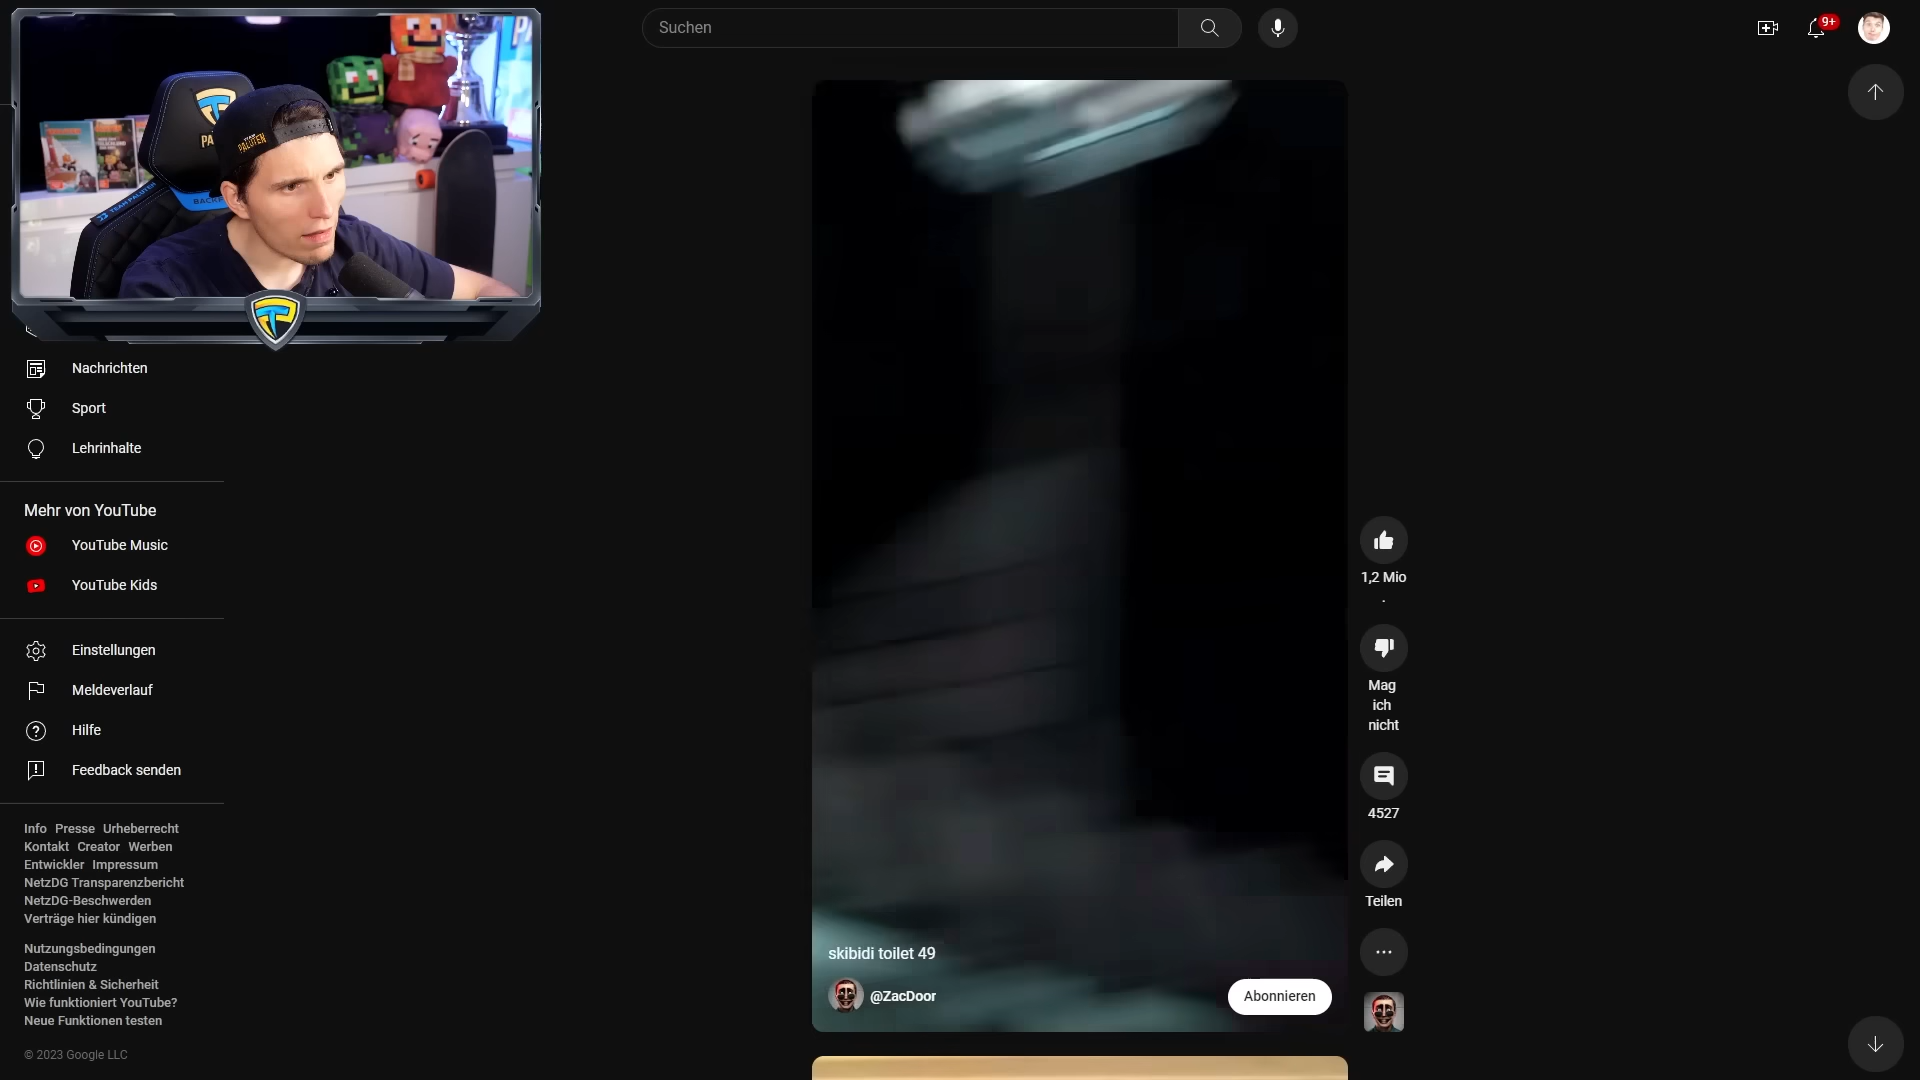 Suchen
9+
PALUTEN
TEAM PALUTEN
Nachrichten
Sport
Lehrinhalte
Mehr von YouTube
YouTube Music
YouTube Kids
Einstellungen
Meldeverlauf
Hilfe
Feedback senden
Info Presse Urheberrecht
Kontakt Creator Werben
Entwickler Impressum
NetzDG Transparenzbericht
NetzDG-Beschwerden
Verträge hier kündigen
Nutzungsbedingungen
Datenschutz
Richtlinien & Sicherheit
Wie funktioniert YouTube?
Neue Funktionen testen
© 2023 Google LLC
skibidi toilet 49
@ZacDoor
Abonnieren
1,2 Mio
.
Mag
ich
nicht
4527
Teilen